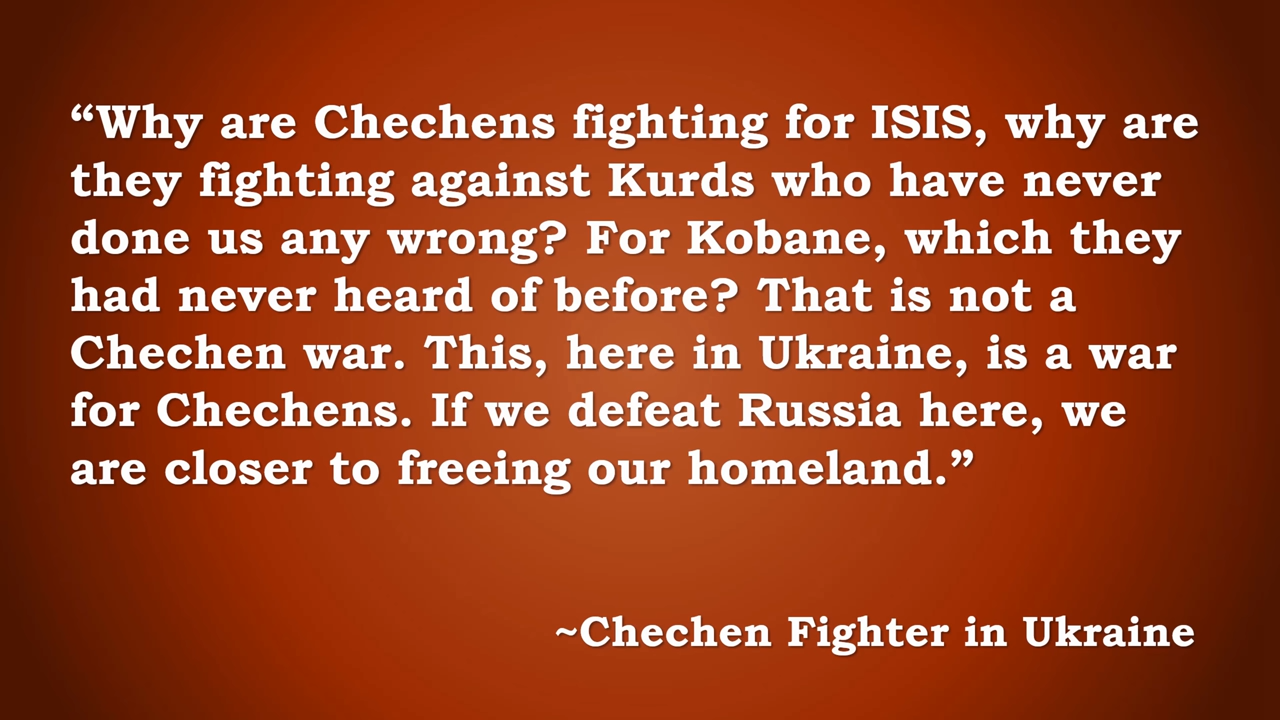 “Why are Chechens fighting for ISIS, why are
they fighting against Kurds who have never
done us any wrong? For Kobane, which they
had never heard of before? That is not a
Chechen war. This, here in Ukraine, is a war
for Chechens. If we defeat Russia here, we
are closer to freeing our homeland.”
~Chechen Fighter in Ukraine